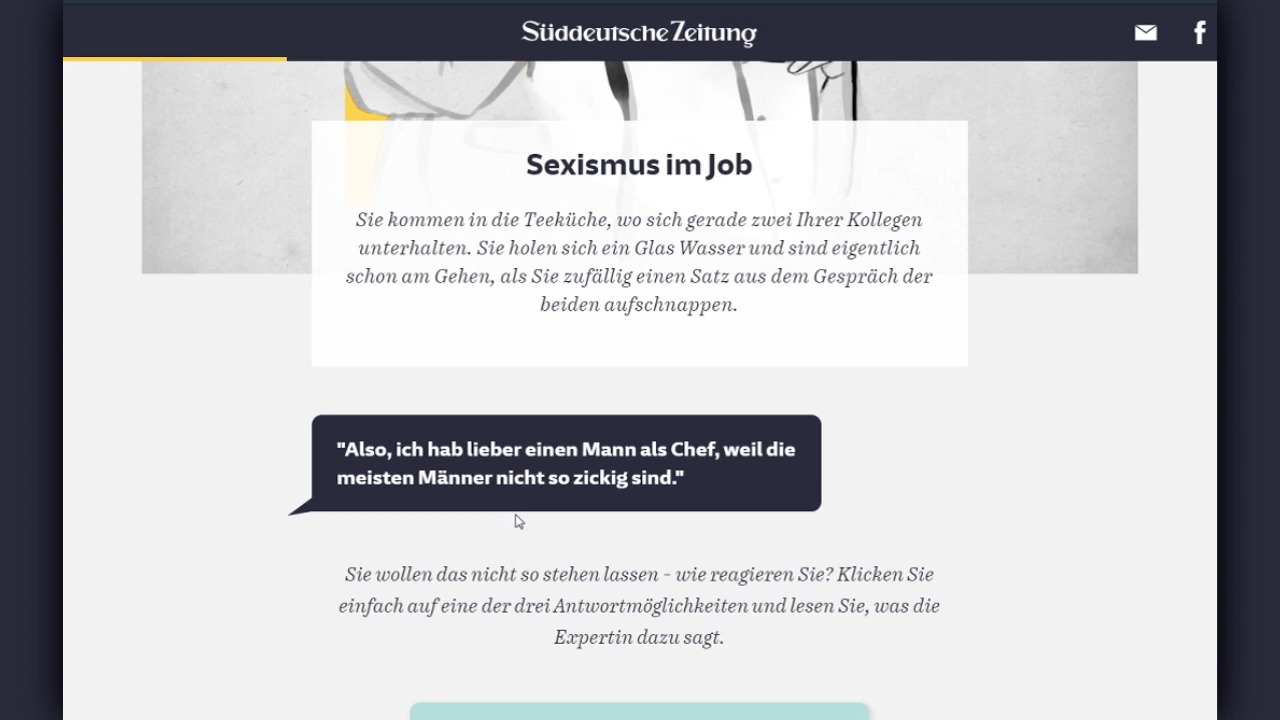 Süddeutsche Zeitung
Sexismus im Job
Sie kommen in die Teeküche, wo sich gerade zwei Ihrer Kollegen
unterhalten. Sie holen sich ein Glas Wasser und sind eigentlich
schon am Gehen, als Sie zufällig einen Satz aus dem Gespräch der
beiden aufschnappen.
"Also, ich hab lieber einen Mann als Chef, weil die
meisten Männer nicht so zickig sind."
Sie wollen das nicht so stehen lassen - wie reagieren Sie? Klicken Sie
einfach auf eine der drei Antwortmöglichkeiten und lesen Sie, was die
Expertin dazu sagt.